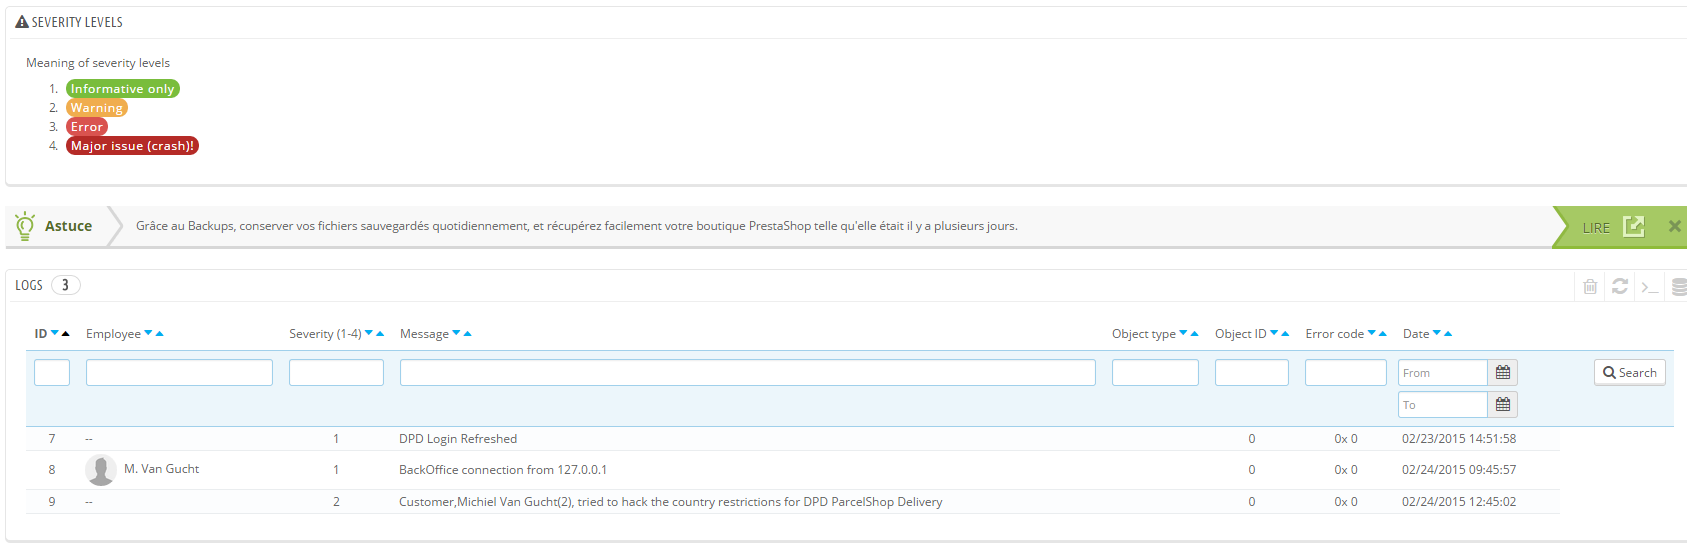 SEVERITY LEVELS
Meaning of severity levels
1. Informative only
2. Warning
3. Error
4. Major issue (crash)!
Astuce Grâce au Backups, conserver vos fichiers sauvegardés quotidiennement, et récupérez facilement votre boutique PrestaShop telle qu'elle était il y a plusieurs jours. LIRE
LOGS 3
ID Employee Severity (1-4) Message Object type Object ID Error code Date
From Search
To
7 -- 1 DPD Login Refreshed 0 0x 0 02/23/2015 14:51:58
8 M. Van Gucht 1 BackOffice connection from 127.0.0.1 0 0x 0 02/24/2015 09:45:57
9 -- 2 Customer,Michiel Van Gucht(2), tried to hack the country restrictions for DPD ParcelShop Delivery 0 0x 0 02/24/2015 12:45:02